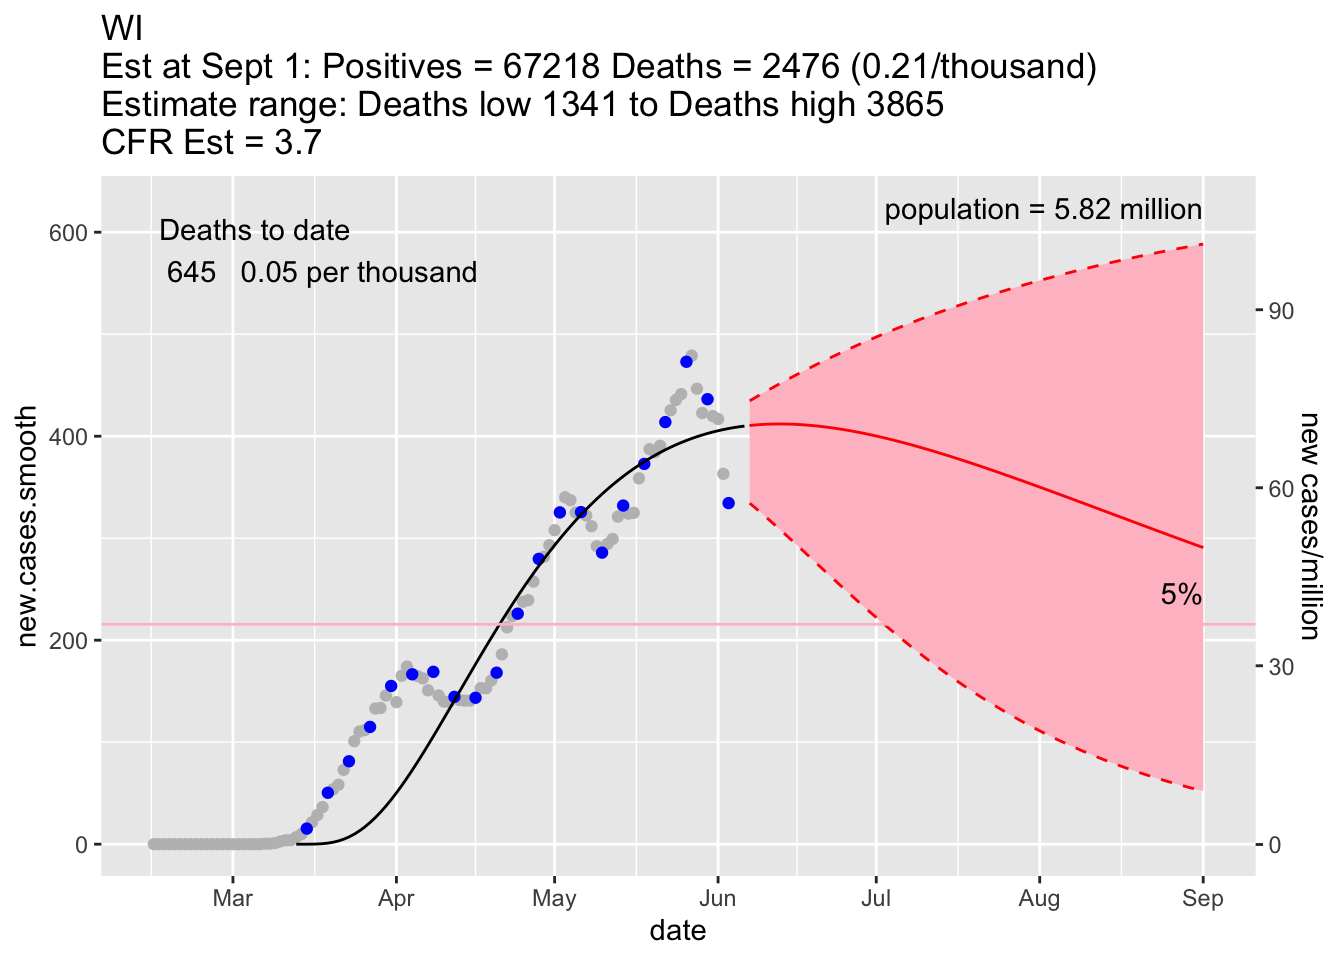 WI
Est at Sept 1: Positives = 67218 Deaths = 2476 (0.21/thousand)
Estimate range: Deaths low 1341 to Deaths high 3865
CFR Est = 3.7
population = 5.82 million
Deaths to date
645 0.05 per thousand
5%
new.cases.smooth
600
400
200
0
new cases/million
90
60
30
0
Mar Apr May Jun Jul Aug Sep
date